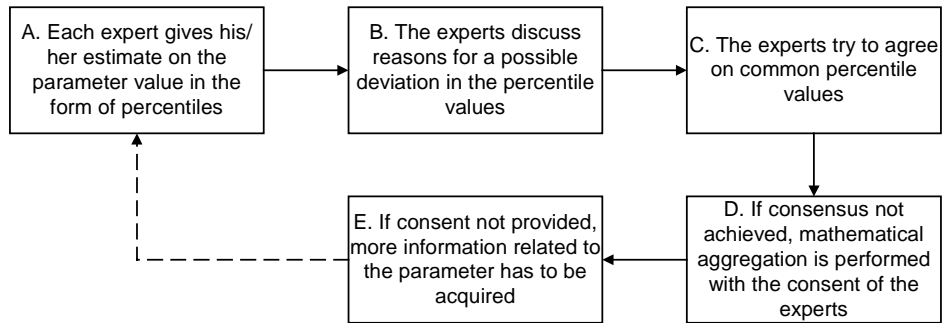 A. Each expert gives his/
her estimate on the
parameter value in the
form of percentiles
B. The experts discuss
reasons for a possible
deviation in the percentile
values
C. The experts try to agree
on common percentile
values
D. If consensus not
achieved, mathematical
aggregation is performed
with the consent of the
experts
E. If consent not provided,
more information related to
the parameter has to be
acquired